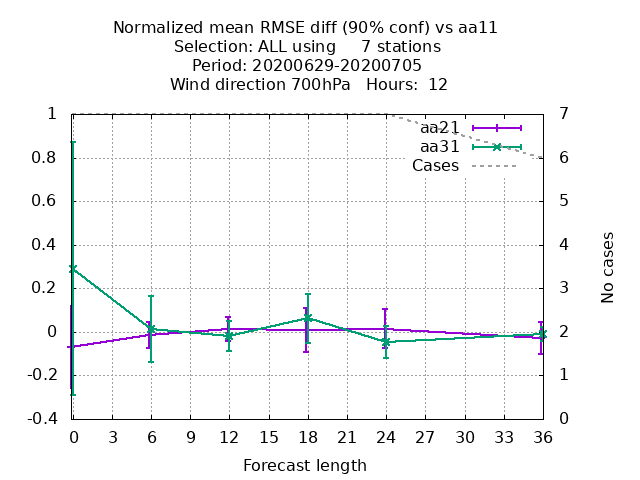 Normalized mean RMSE diff (90% conf) vs aa11
Selection: ALL using     7 stations
Period: 20200629-20200705
Wind direction 700hPa   Hours:  12
1
0.8
0.6
0.4
0.2
0
-0.2
-0.4
7
6
5
4
3
2
1
0
aa21
aa31
Cases
No cases
0 3 6 9 12 15 18 21 24 27 30 33 36
Forecast length